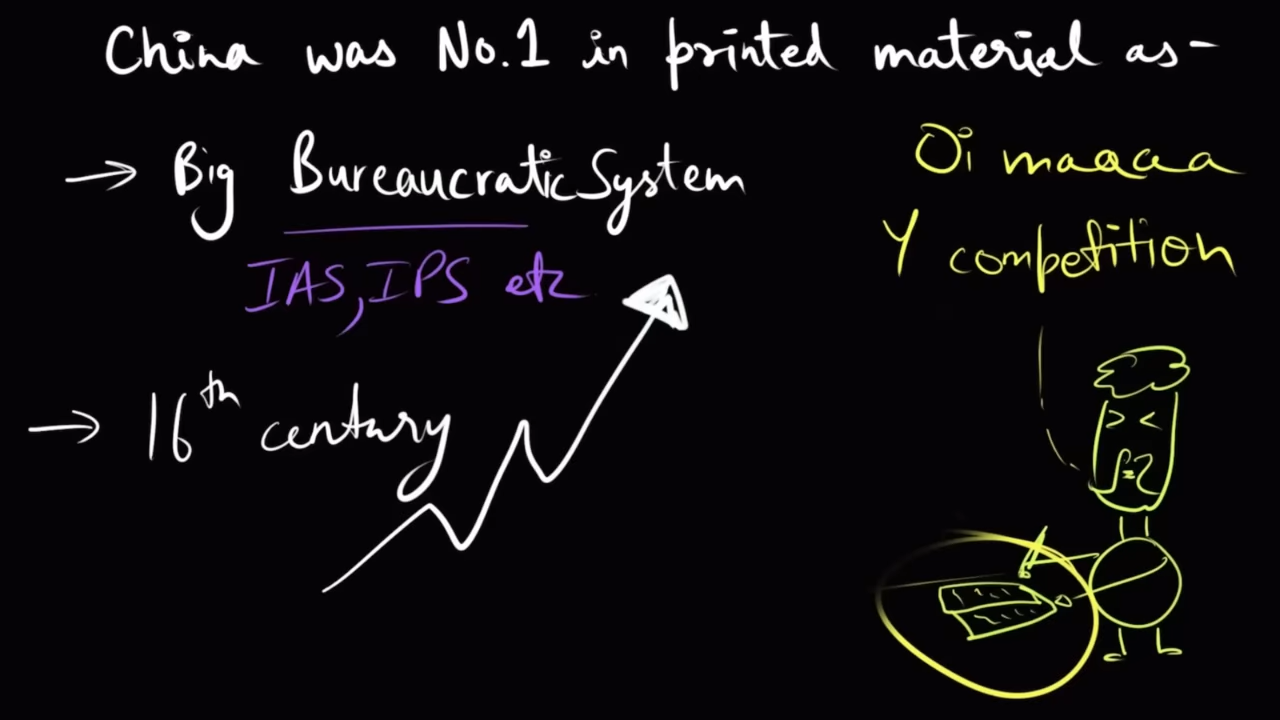 China was No.1 in printed material as-
→ Big Bureaucratic System
IAS, IPS etc
→ 16th century
Oi maaaa
Y competition